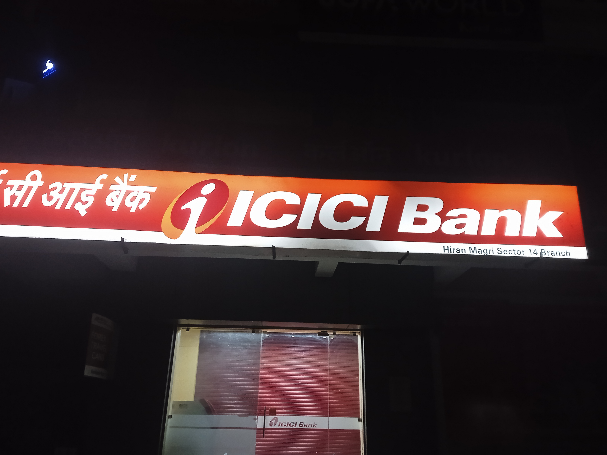 सी आई बैंक ICICI Bank
Hiran Magri Sector 14 Branch
ICICI Bank